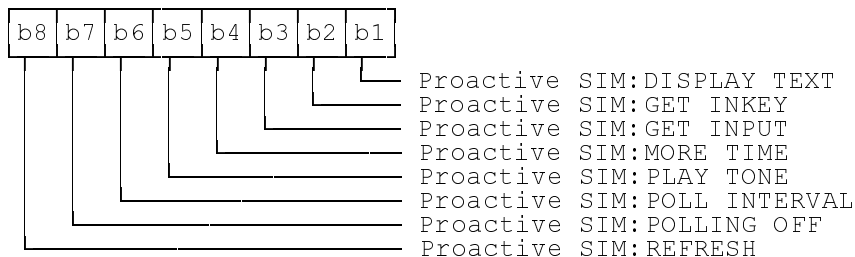 b8 b7 b6 b5 b4 b3 b2 b1
Proactive SIM:DISPLAY TEXT
Proactive SIM:GET INKEY
Proactive SIM:GET INPUT
Proactive SIM:MORE TIME
Proactive SIM:PLAY TONE
Proactive SIM:POLL INTERVAL
Proactive SIM:POLLING OFF
Proactive SIM:REFRESH